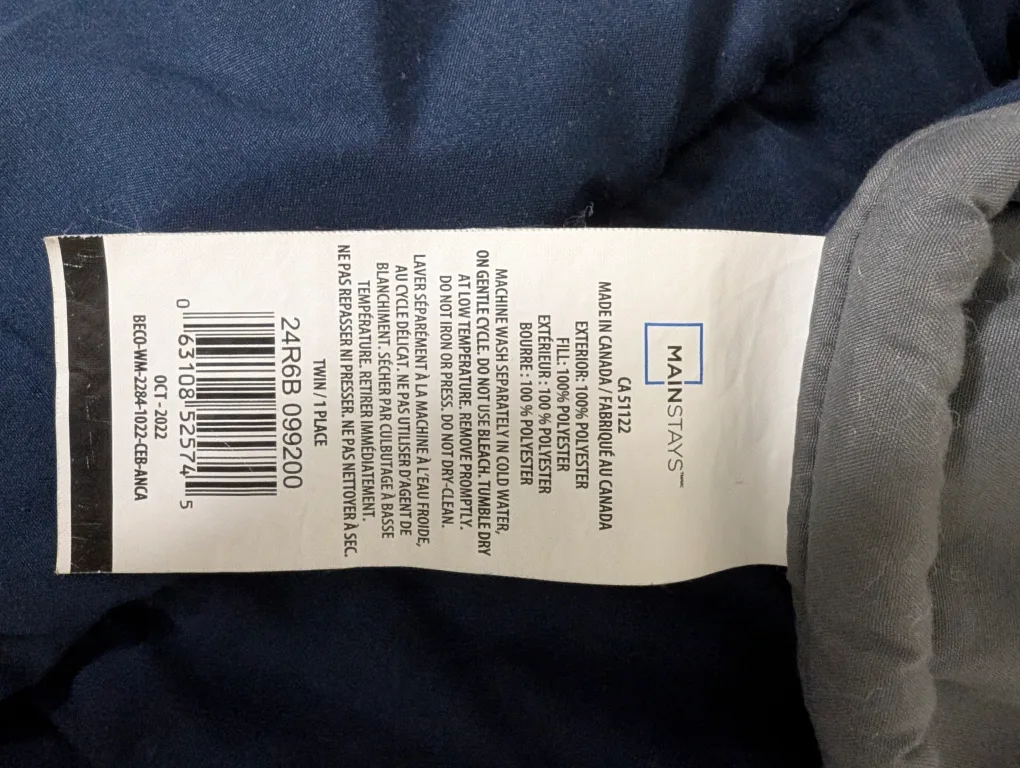 MAINSTAYS™
CA 51122
MADE IN CANADA / FABRIQUÉ AU CANADA
EXTERIOR: 100% POLYESTER
FILL: 100% POLYESTER
EXTÉRIEUR : 100 % POLYESTER
BOURRE : 100 % POLYESTER
MACHINE WASH SEPARATELY IN COLD WATER,
ON GENTLE CYCLE. DO NOT USE BLEACH. TUMBLE DRY
AT LOW TEMPERATURE. REMOVE PROMPTLY.
DO NOT IRON OR PRESS. DO NOT DRY-CLEAN.
LAVER SÉPARÉMENT À LA MACHINE À L'EAU FROIDE,
AU CYCLE DÉLICAT. NE PAS UTILISER D'AGENT DE
BLANCHIMENT. SÉCHER PAR CULBUTAGE À BASSE
TEMPÉRATURE. RETIRER IMMÉDIATEMENT.
NE PAS REPASSER NI PRESSER. NE PAS NETTOYER À SEC.
TWIN / 1 PLACE
24R6B 099200
0 63108 52574 5
OCT - 2022
BECO-WM-2284-1022-CEB-ANCA